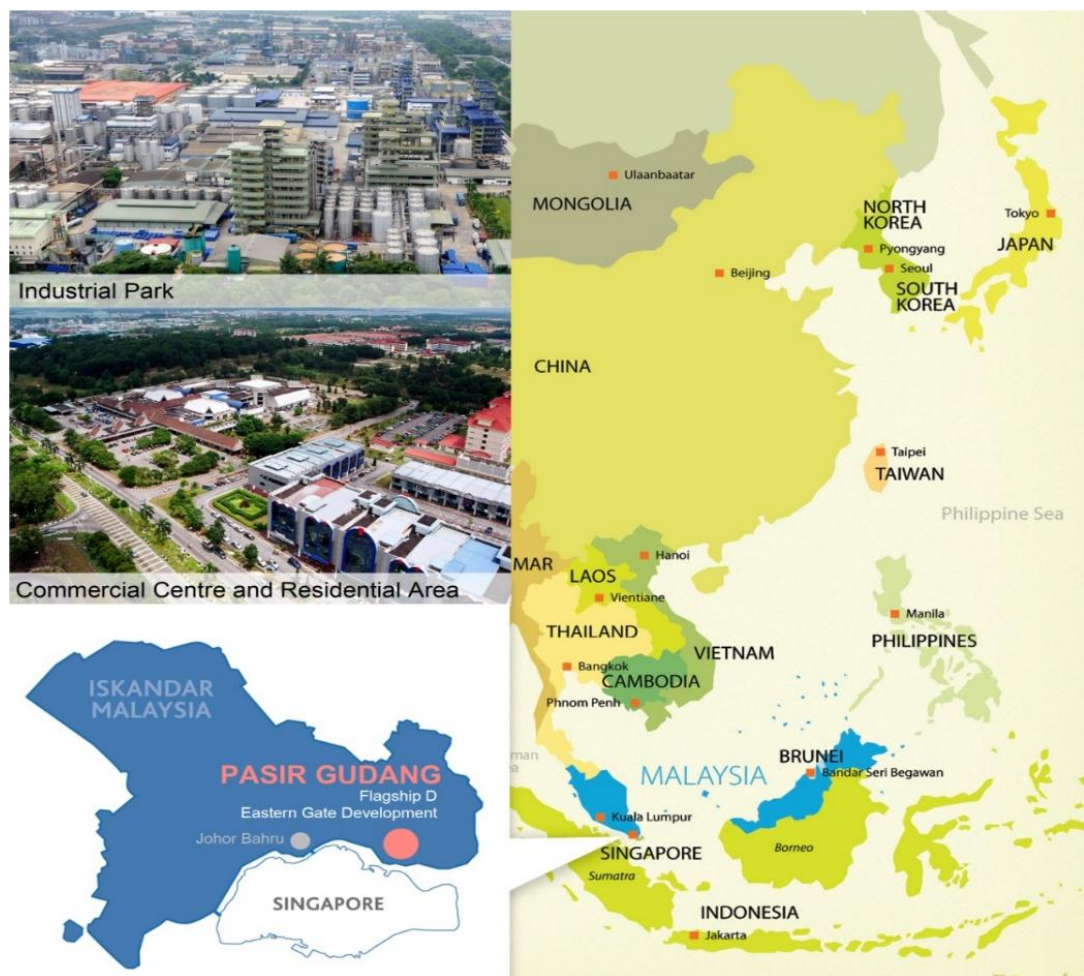 Industrial Park
Commercial Centre and Residential Area
ISKANDAR
MALAYSIA
PASIR GUDANG
Flagship D
Eastern Gate Development
Johor Bahru
SINGAPORE
Ulaanbaatar
MONGOLIA
NORTH
KOREA
Pyongyang
Seoul
SOUTH
KOREA
Tokyo
JAPAN
Beijing
CHINA
Taipei
TAIWAN
Philippine Sea
MAR
Hanoi
LAOS
Vientiane
THAILAND
Bangkok
CAMBODIA
Phnom Penh
VIETNAM
Manila
PHILIPPINES
BRUNEI
Bandar Seri Begawan
MALAYSIA
Kuala Lumpur
SINGAPORE
Sumatra
Borneo
INDONESIA
Jakarta